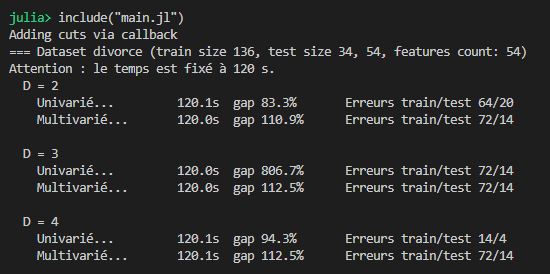 julia> include("main.jl")
Adding cuts via callback
=== Dataset divorce (train size 136, test size 34, 54, features count: 54)
Attention : le temps est fixé à 120 s.
D = 2
Univarié... 120.1s gap 83.3% Erreurs train/test 64/20
Multivarié... 120.0s gap 110.9% Erreurs train/test 72/14
D = 3
Univarié... 120.0s gap 806.7% Erreurs train/test 72/14
Multivarié... 120.0s gap 112.5% Erreurs train/test 72/14
D = 4
Univarié... 120.1s gap 94.3% Erreurs train/test 14/4
Multivarié... 120.1s gap 112.5% Erreurs train/test 72/14